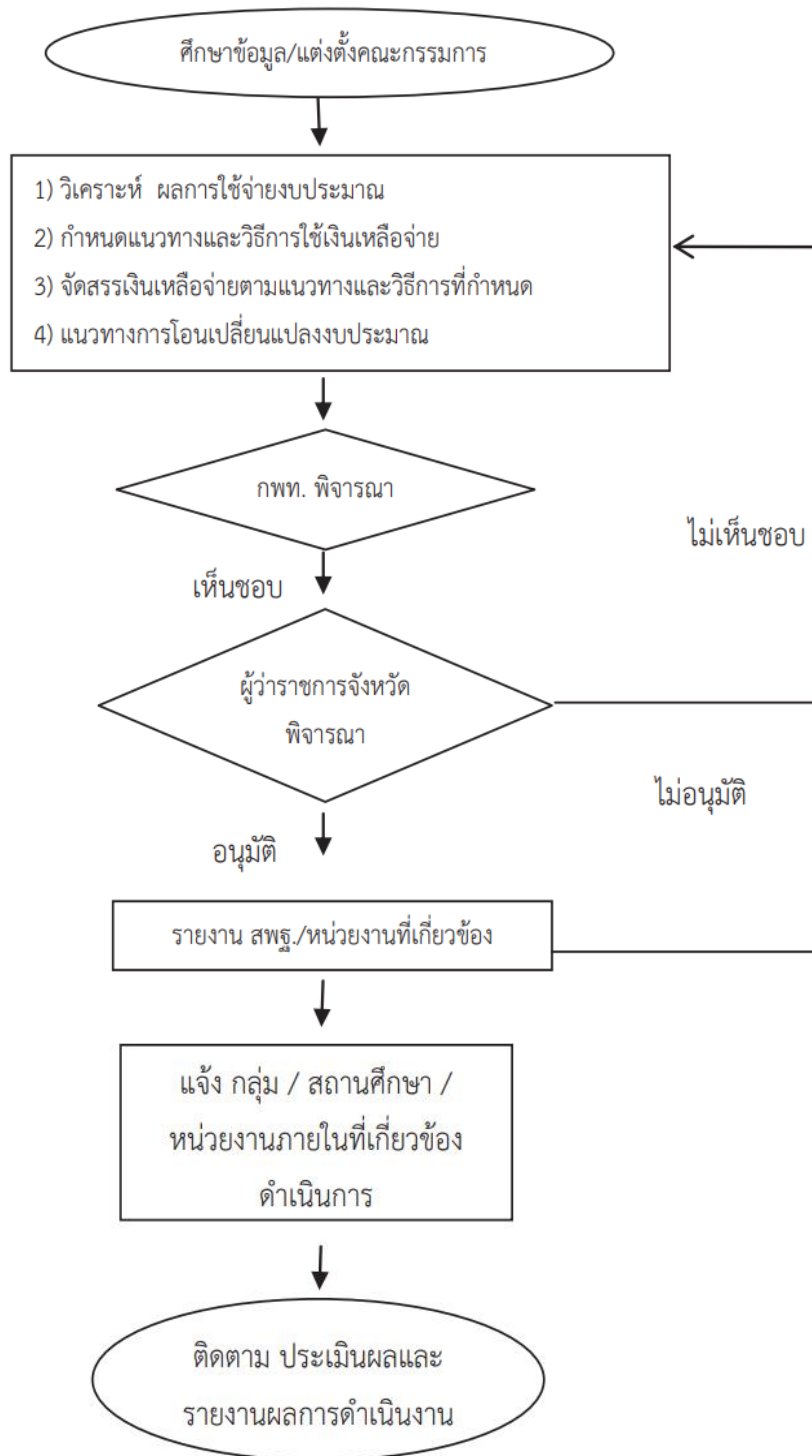 ศึกษาข้อมูล/แต่งตั้งคณะกรรมการ
1) วิเคราะห์ ผลการใช้จ่ายงบประมาณ
2) กำหนดแนวทางและวิธีการใช้เงินเหลือจ่าย
3) จัดสรรเงินเหลือจ่ายตามแนวทางและวิธีการที่กำหนด
4) แนวทางการโอนเปลี่ยนแปลงงบประมาณ
กพท. พิจารณา
ไม่เห็นชอบ
เห็นชอบ
ผู้ว่าราชการจังหวัด
พิจารณา
ไม่อนุมัติ
อนุมัติ
รายงาน สพฐ./หน่วยงานที่เกี่ยวข้อง
แจ้ง กลุ่ม / สถานศึกษา /
หน่วยงานภายในที่เกี่ยวข้อง
ดำเนินการ
ติดตาม ประเมินผลและ
รายงานผลการดำเนินงาน